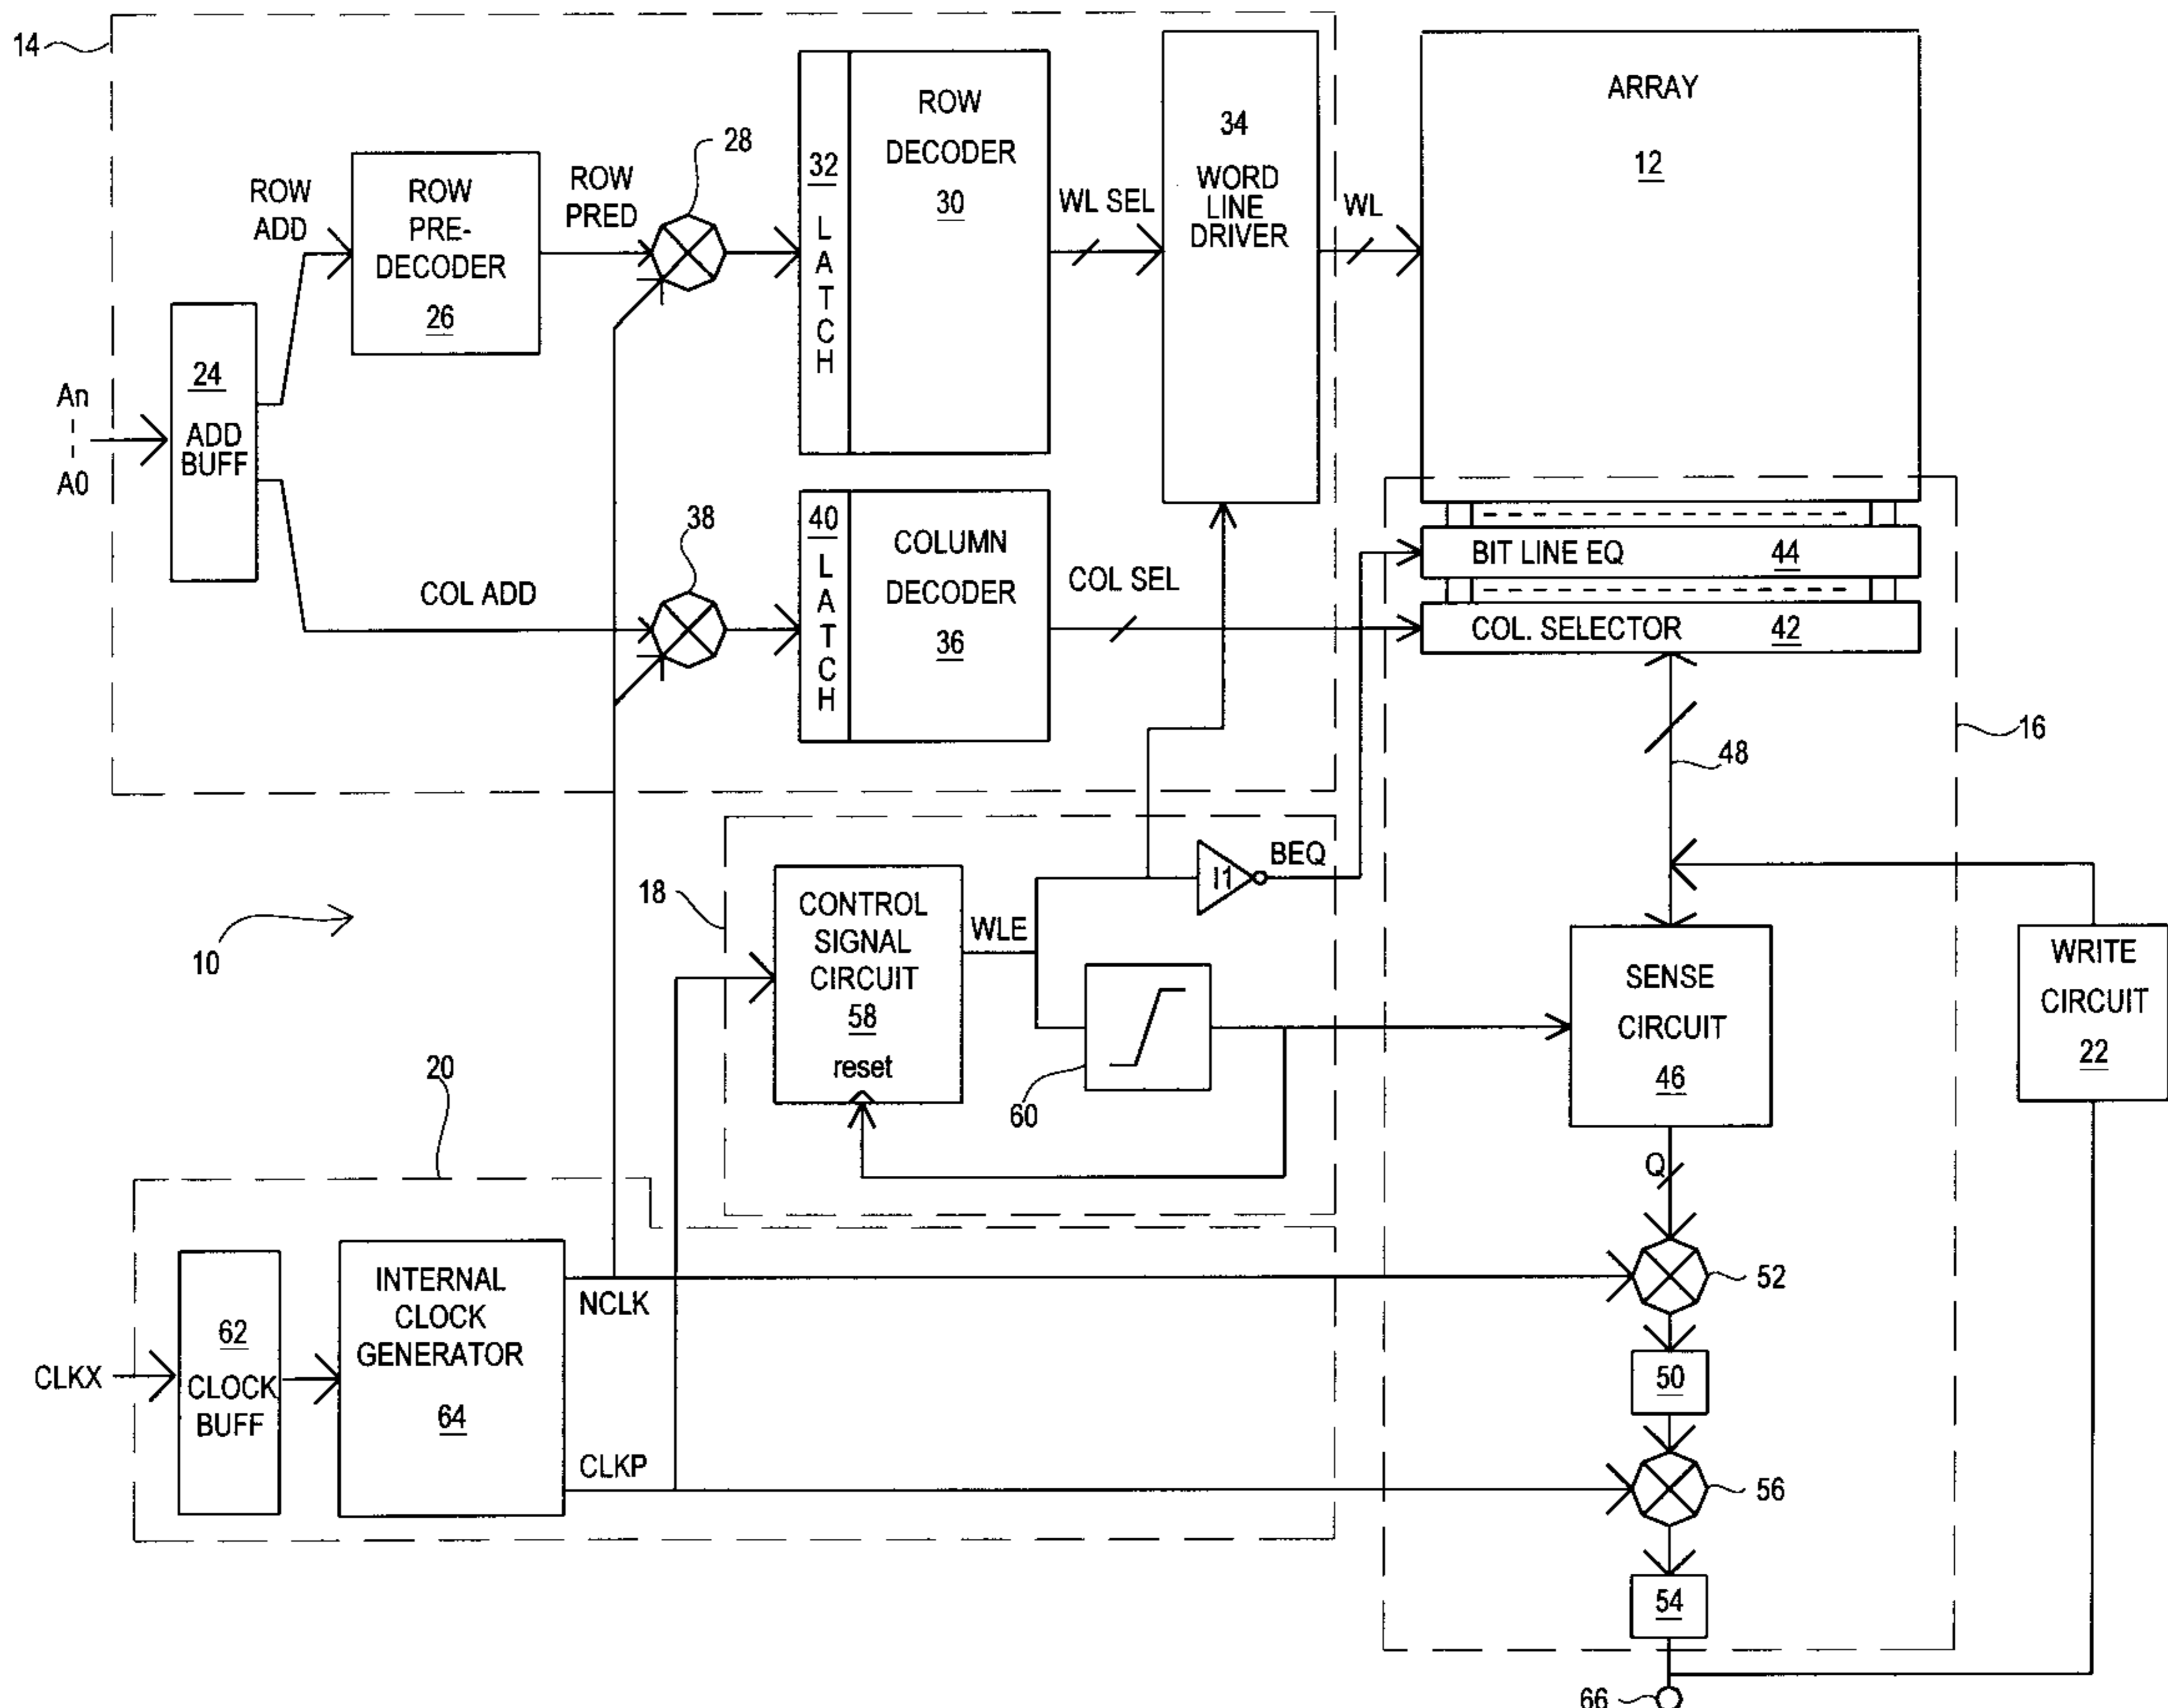 14
ROW
ADD
ROW
PRE-
DECODER
26
ROW
PRED
28
32
LATCH
ROW
DECODER
30
WL SEL
34
WORD
LINE
DRIVER
WL
ARRAY
12
An
A0
24
ADD
BUFF
COL ADD
38
40
LATCH
COLUMN
DECODER
36
COL SEL
BIT LINE EQ 44
COL. SELECTOR 42
16
48
10
18
CONTROL
SIGNAL
CIRCUIT
58
reset
WLE
I1
BEQ
60
SENSE
CIRCUIT
46
WRITE
CIRCUIT
22
Q
20
CLKX
62
CLOCK
BUFF
INTERNAL
CLOCK
GENERATOR
64
NCLK
CLKP
52
50
56
54
66